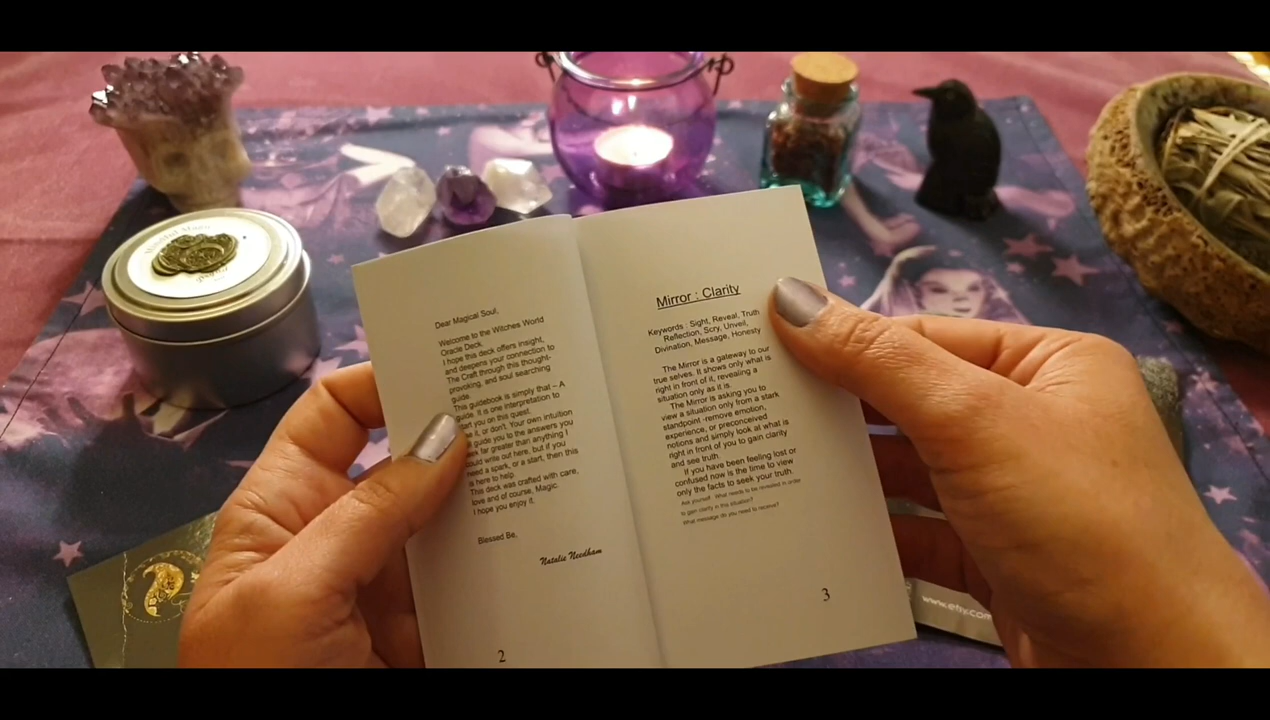 Dear Magical Soul,
Welcome to the Witches World
Oracle Deck.
I hope this deck offers insight,
and deepens your connection to
The Craft through this thought-
provoking, and soul searching
guide.
This guidebook is simply that – A
guide. It is one interpretation to
start you on this quest.
it, or don't. Your own intuition
guide you to the answers you
far greater than anything I
could write out here, but if you
need a spark, or a start, then this
is here to help.
This deck was crafted with care,
love and of course, Magic.
I hope you enjoy it.
Blessed Be,
Natalie Needham
2
Mirror : Clarity
Keywords : Sight, Reveal, Truth
Reflection, Scry, Unveil,
Divination, Message, Honesty
The Mirror is a gateway to our
true selves. It shows only what is
right in front of it, revealing a
situation only as it is.
The Mirror is asking you to
view a situation only from a stark
standpoint -remove emotion,
experience, or preconceived
notions and simply look at what is
right in front of you to gain clarity
and see truth.
If you have been feeling lost or
confused now is the time to view
only the facts to seek your truth.
Ask yourself : What needs to be revealed in order
to gain clarity in this situation?
What message do you need to receive?
3
www.etsy.com